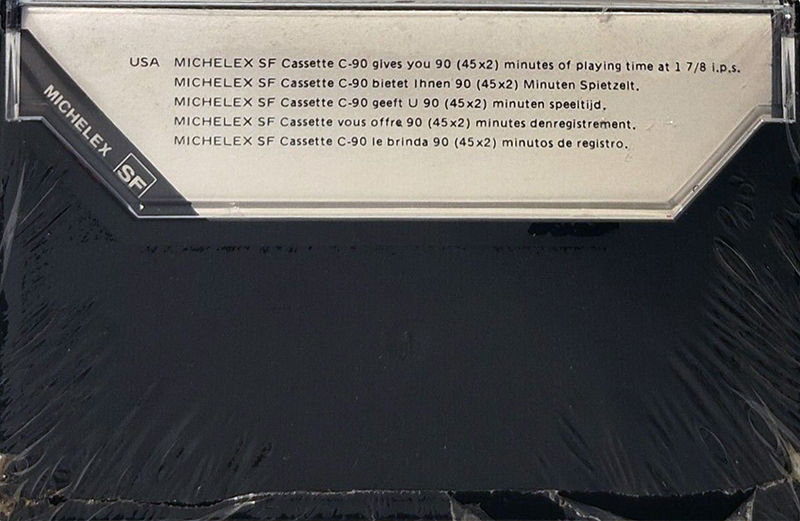 USA MICHELEX SF Cassette C-90 gives you 90 (45x2) minutes of playing time at 1 7/8 i.p.s.
MICHELEX SF Cassette C-90 bietet Ihnen 90 (45x2) Minuten Spietzelt.
MICHELEX SF Cassette C-90 geeft U 90 (45x2) minuten speeltijd.
MICHELEX SF Cassette vous offre 90 (45x2) minutes denregistrement.
MICHELEX SF Cassette C-90 le brinda 90 (45x2) minutos de registro.
MICHELEX SF